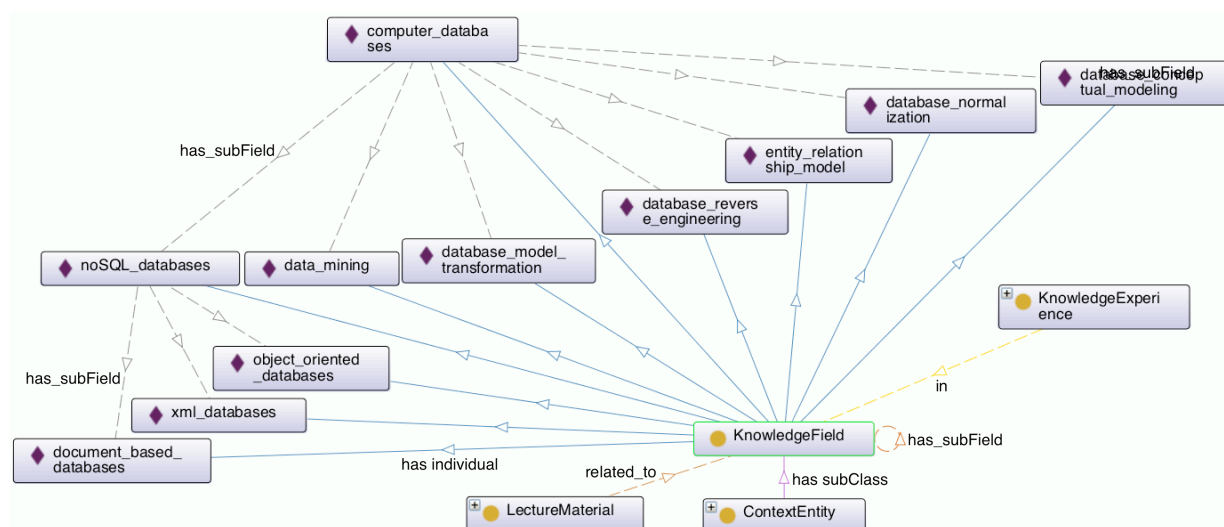 computer_databa
ses
has_subField
database_concep
tual_modeling
database_normal
ization
has_subField
entity_relation
ship_model
database_revers
e_engineering
database_model_
transformation
noSQL_databases
data_mining
KnowledgeExperi
ence
object_oriented
_databases
has_subField
in
xml_databases
KnowledgeField
has_subField
document_based_
databases
has individual
related_to
has subClass
LectureMaterial
ContextEntity